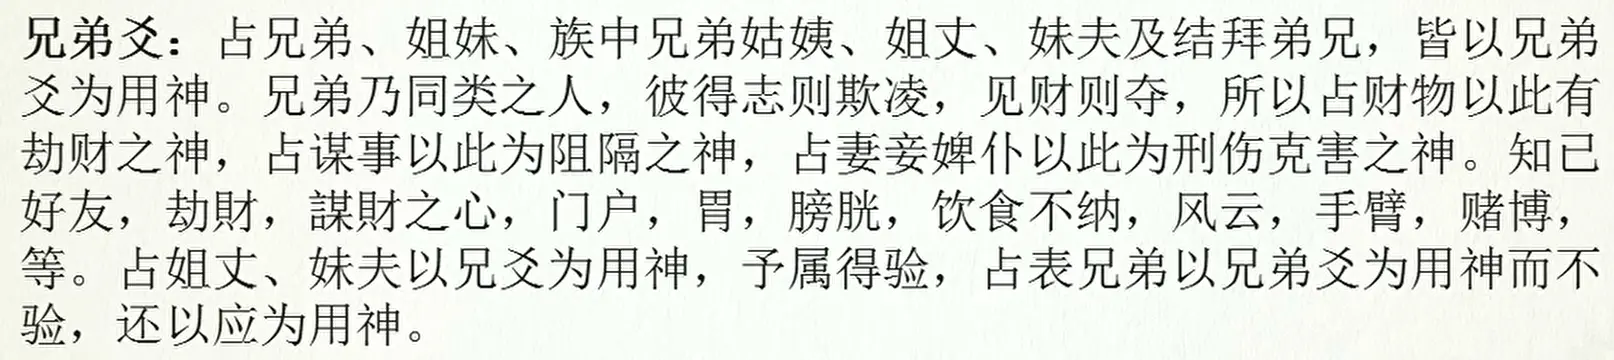 兄弟爻：占兄弟、姐妹、族中兄弟姑姨、姐丈、妹夫及结拜弟兄，皆以兄弟
爻为用神。兄弟乃同类之人，彼得志则欺凌，见财则夺，所以占财物以此有
劫财之神，占谋事以此为阻隔之神，占妻妾婢仆以此为刑伤克害之神。知己
好友，劫財，謀財之心，门户，胃，膀胱，饮食不纳，风云，手臂，赌博，
等。占姐丈、妹夫以兄爻为用神，予属得验，占表兄弟以兄弟爻为用神而不
验，还以应为用神。